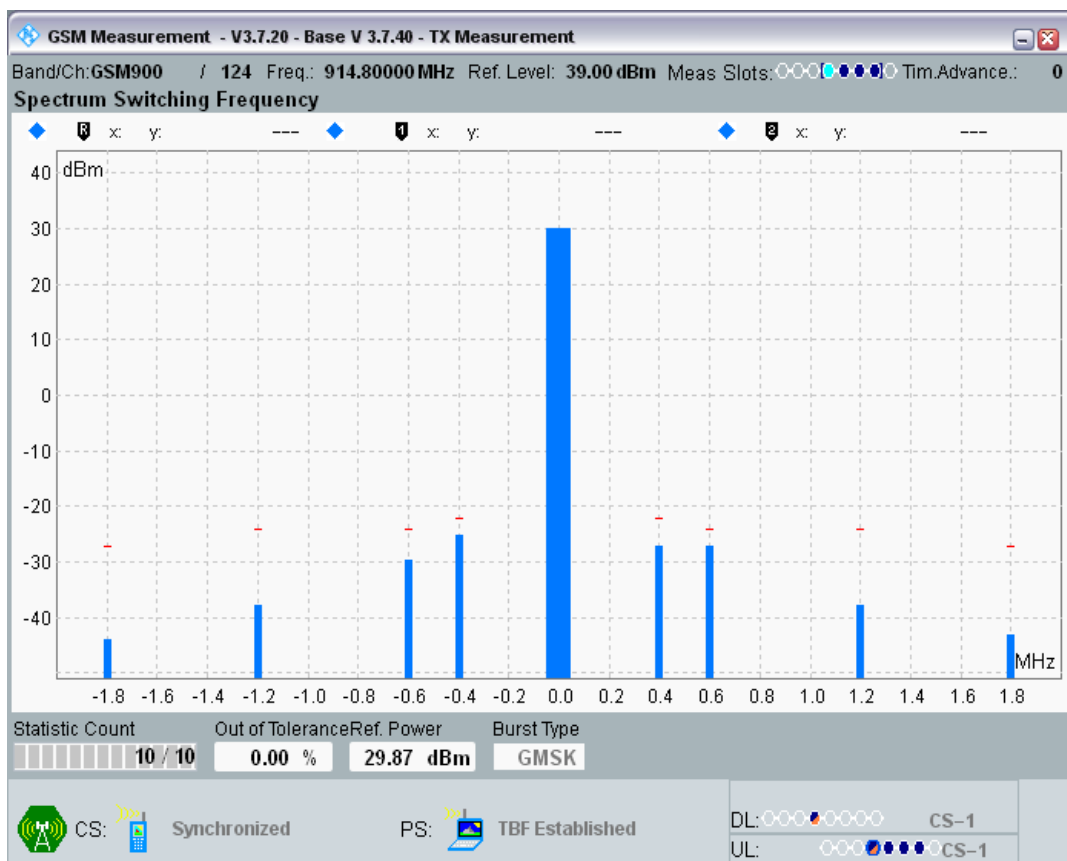 GSM Measurement - V3.7.20 - Base V 3.7.40 - TX Measurement
Band/Ch:GSM900 / 124 Freq.: 914.80000 MHz Ref. Level: 39.00 dBm Meas Slots: Tim.Advance.: 0
Spectrum Switching Frequency
R x: y: --- 1 x: y: --- 2 x: y: ---
dBm
40
30
20
10
0
-10
-20
-30
-40
MHz
-1.8 -1.6 -1.4 -1.2 -1.0 -0.8 -0.6 -0.4 -0.2 0.0 0.2 0.4 0.6 0.8 1.0 1.2 1.4 1.6 1.8
Statistic Count Out of Tolerance Ref. Power Burst Type
10 / 10 0.00 % 29.87 dBm GMSK
CS: Synchronized PS: TBF Established
DL: CS-1
UL: CS-1